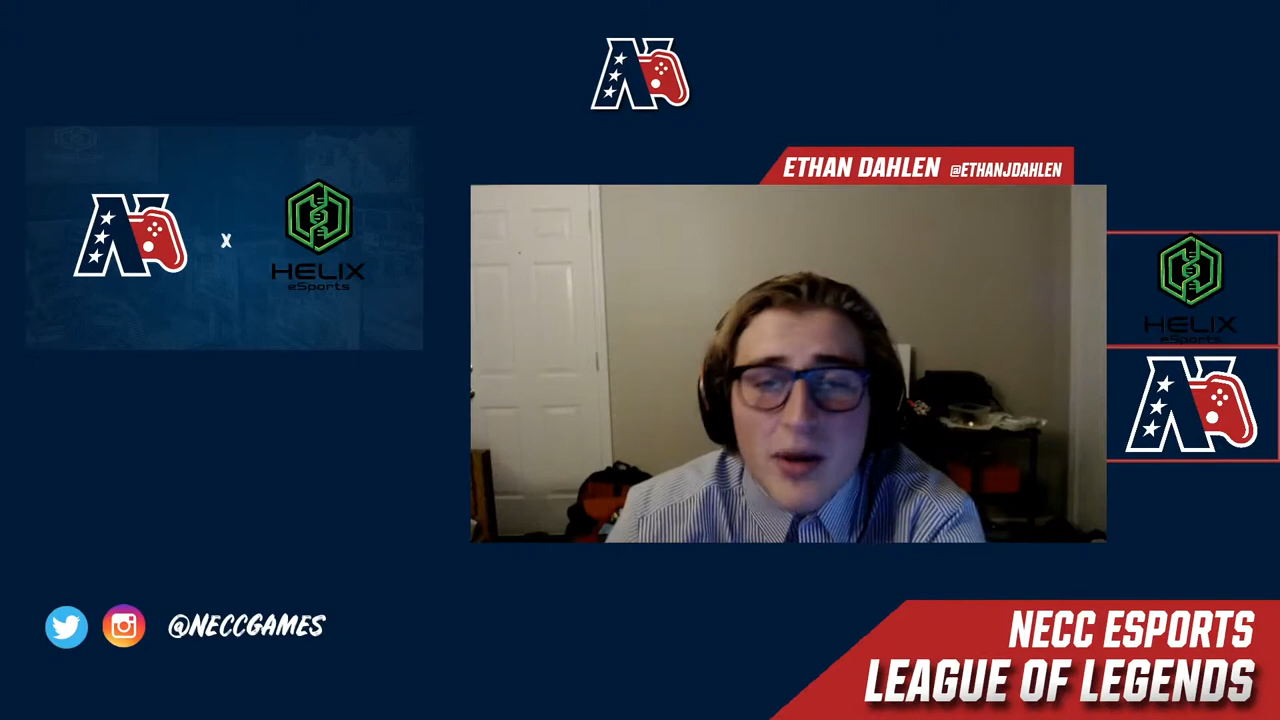 ETHAN DAHLEN @ETHANJDAHLEN
X
HELIX
eSports
HELIX
eSports
@NECCGAMES
NECC ESPORTS
LEAGUE OF LEGENDS